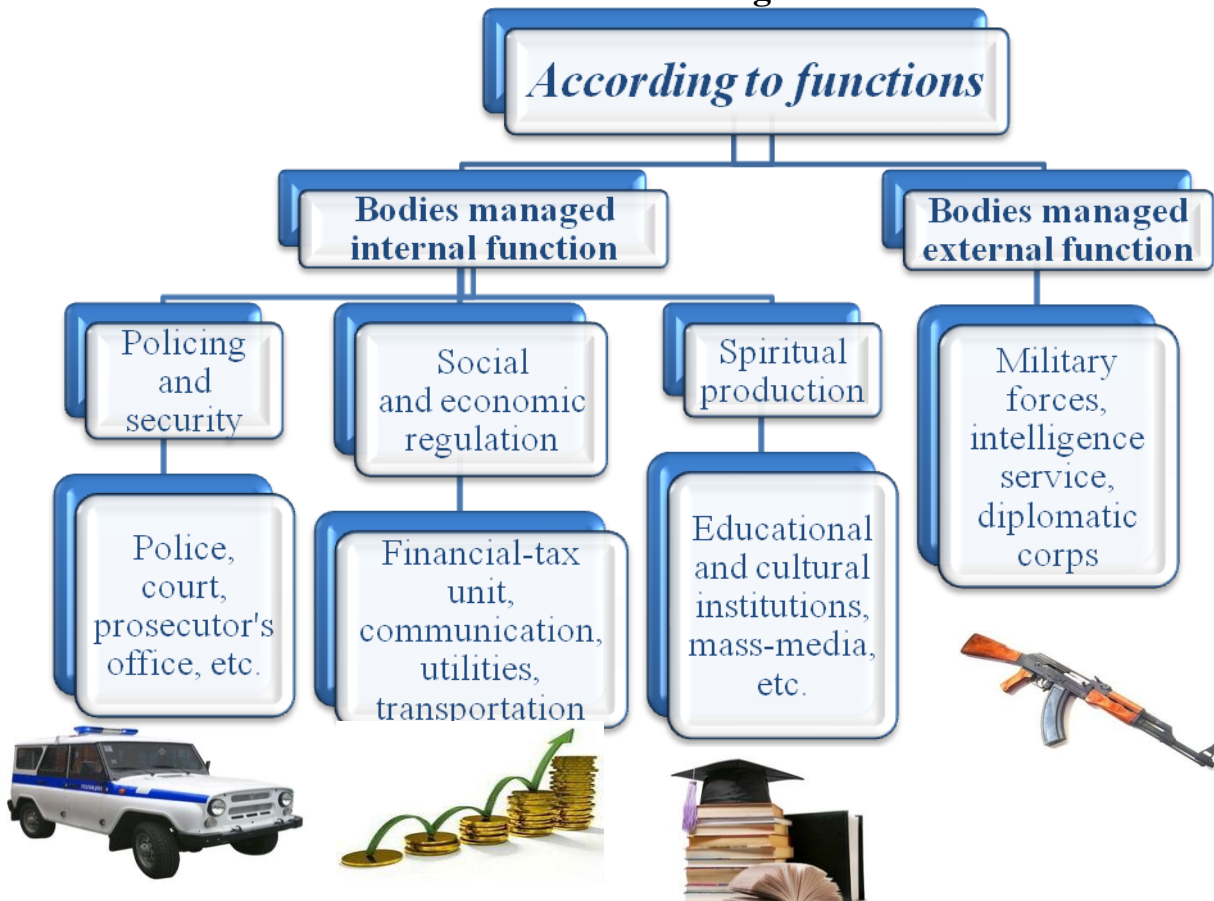 According to functions
Bodies managed
internal function
Bodies managed
external function
Policing
and
security
Social
and economic
regulation
Spiritual
production
Military
forces,
intelligence
service,
diplomatic
corps
Police,
court,
prosecutor's
office, etc.
Financial-tax
unit,
communication,
utilities,
transportation
Educational
and cultural
institutions,
mass-media,
etc.